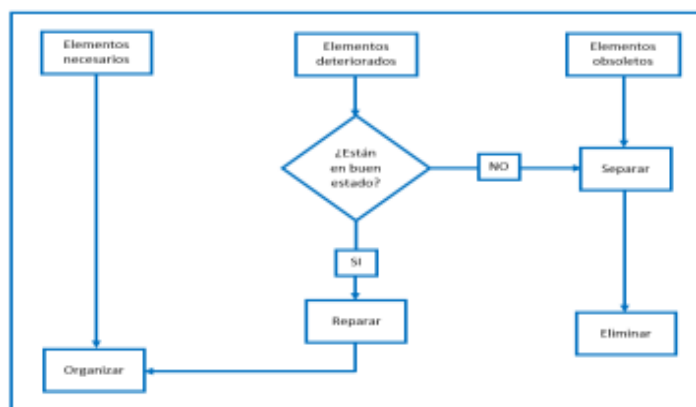 Elementos
necesarios
Elementos
deteriorados
Elementos
obsoletos
¿Están
en buen
estado?
NO
Separar
SI
Reparar
Eliminar
Organizar